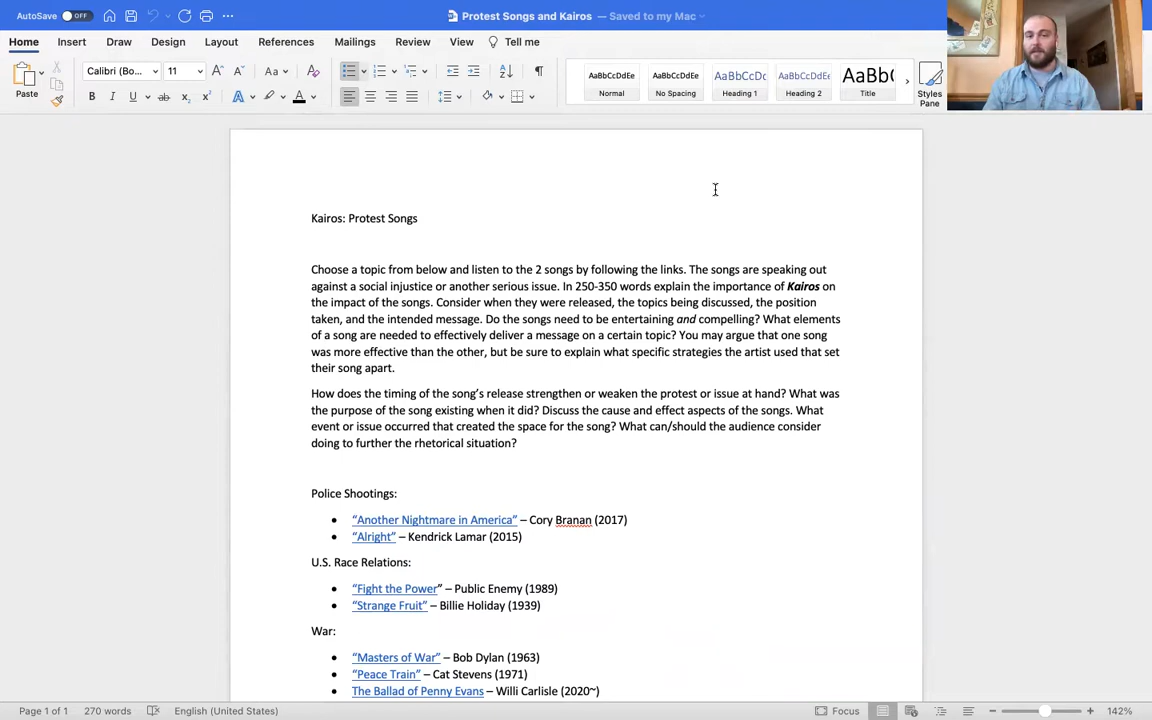 AutoSave OFF
Protest Songs and Kairos — Saved to my Mac
Home Insert Draw Design Layout References Mailings Review View Tell me
Paste
Calibri (Bo... 11
Aa
AaBbCcDdEe AaBbCcDdEe AaBbCcDc AaBbCcDdEe AaBb(
Normal No Spacing Heading 1 Heading 2 Title
Styles
Pane
Kairos: Protest Songs
Choose a topic from below and listen to the 2 songs by following the links. The songs are speaking out
against a social injustice or another serious issue. In 250-350 words explain the importance of Kairos on
the impact of the songs. Consider when they were released, the topics being discussed, the position
taken, and the intended message. Do the songs need to be entertaining and compelling? What elements
of a song are needed to effectively deliver a message on a certain topic? You may argue that one song
was more effective than the other, but be sure to explain what specific strategies the artist used that set
their song apart.
How does the timing of the song's release strengthen or weaken the protest or issue at hand? What was
the purpose of the song existing when it did? Discuss the cause and effect aspects of the songs. What
event or issue occurred that created the space for the song? What can/should the audience consider
doing to further the rhetorical situation?
Police Shootings:
• "Another Nightmare in America" – Cory Branan (2017)
• "Alright" – Kendrick Lamar (2015)
U.S. Race Relations:
• "Fight the Power" – Public Enemy (1989)
• "Strange Fruit" – Billie Holiday (1939)
War:
• "Masters of War" – Bob Dylan (1963)
• "Peace Train" – Cat Stevens (1971)
• The Ballad of Penny Evans – Willi Carlisle (2020~)
Page 1 of 1 270 words English (United States) Focus 142%